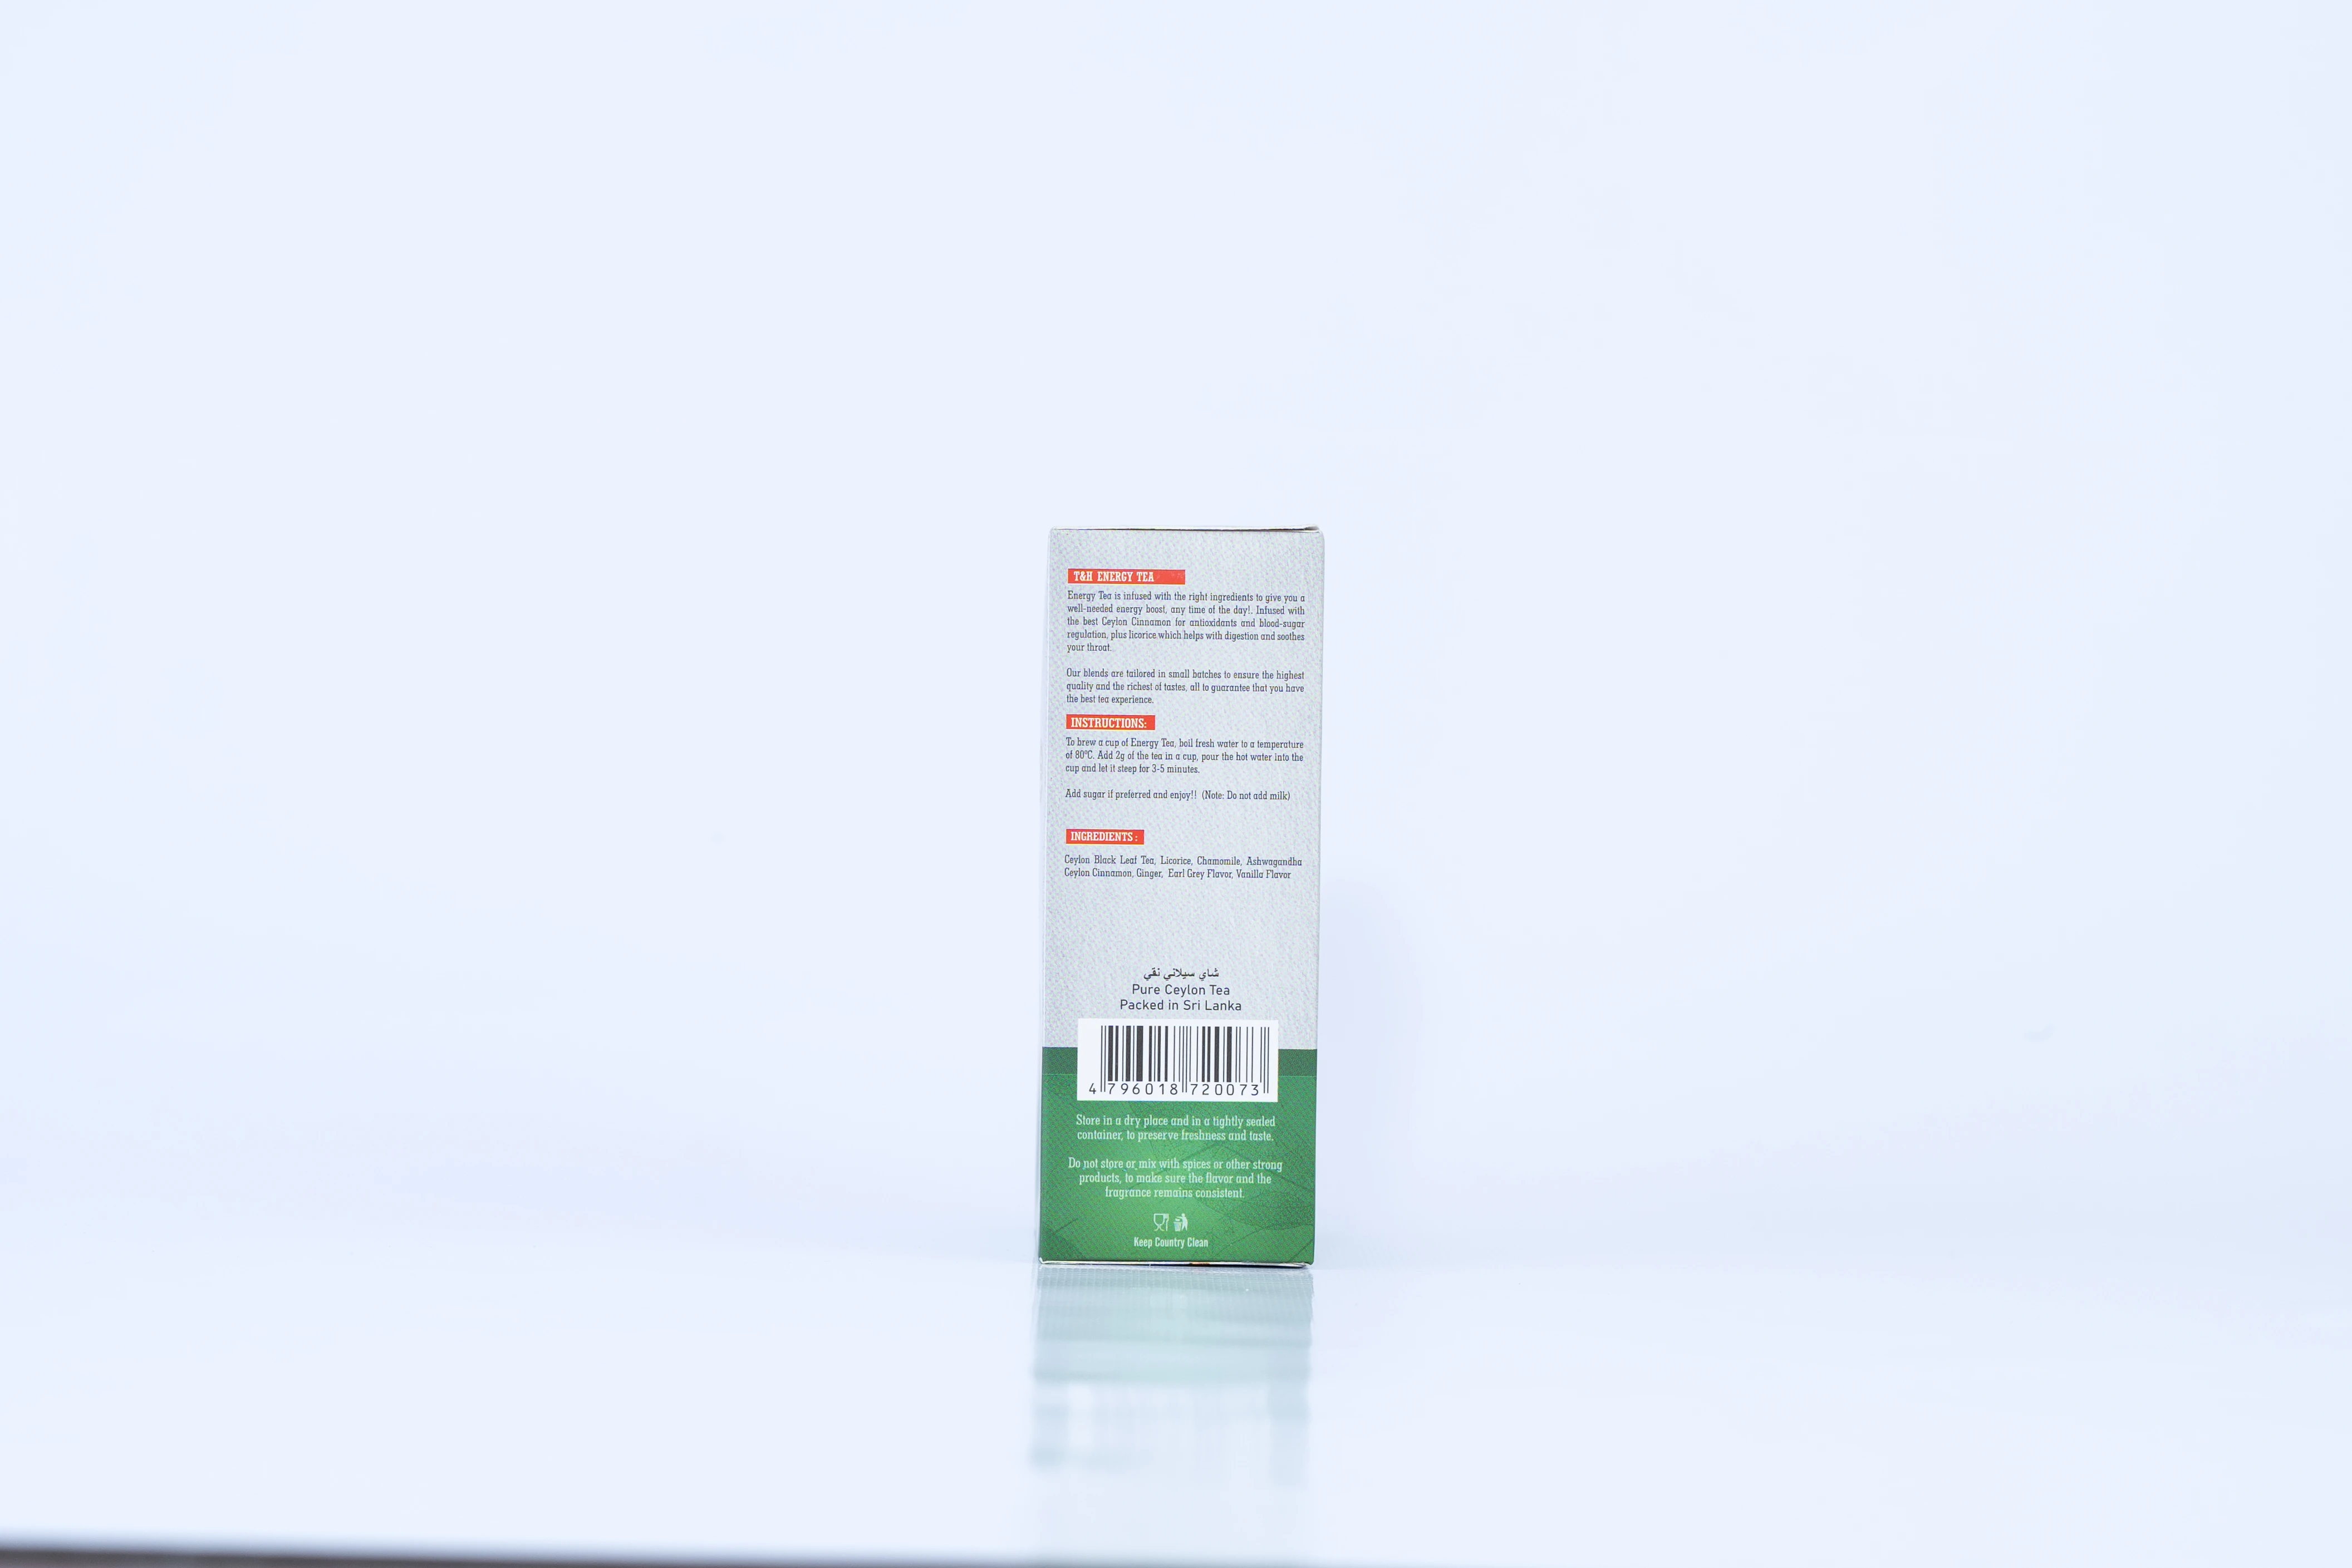 T&H ENERGY TEA
Energy Tea is infused with the right ingredients to give you a
well-needed energy boost, any time of the day!. Infused with
the best Ceylon Cinnamon for antioxidants and blood-sugar
regulation, plus licorice which helps with digestion and soothes
your throat.
Our blends are tailored in small batches to ensure the highest
quality and the richest of tastes, all to guarantee that you have
the best tea experience.
INSTRUCTIONS:
To brew a cup of Energy Tea, boil fresh water to a temperature
of 80°C. Add 2g of the tea in a cup, pour the hot water into the
cup and let it steep for 3-5 minutes.
Add sugar if preferred and enjoy!! (Note: Do not add milk)
INGREDIENTS :
Ceylon Black Leaf Tea, Licorice, Chamomile, Ashwagandha
Ceylon Cinnamon, Ginger, Earl Grey Flavor, Vanilla Flavor
شاي سيلاني نقي
Pure Ceylon Tea
Packed in Sri Lanka
4 796018 720073
Store in a dry place and in a tightly sealed
container, to preserve freshness and taste.
Do not store or mix with spices or other strong
products, to make sure the flavor and the
fragrance remains consistent.
Keep Country Clean